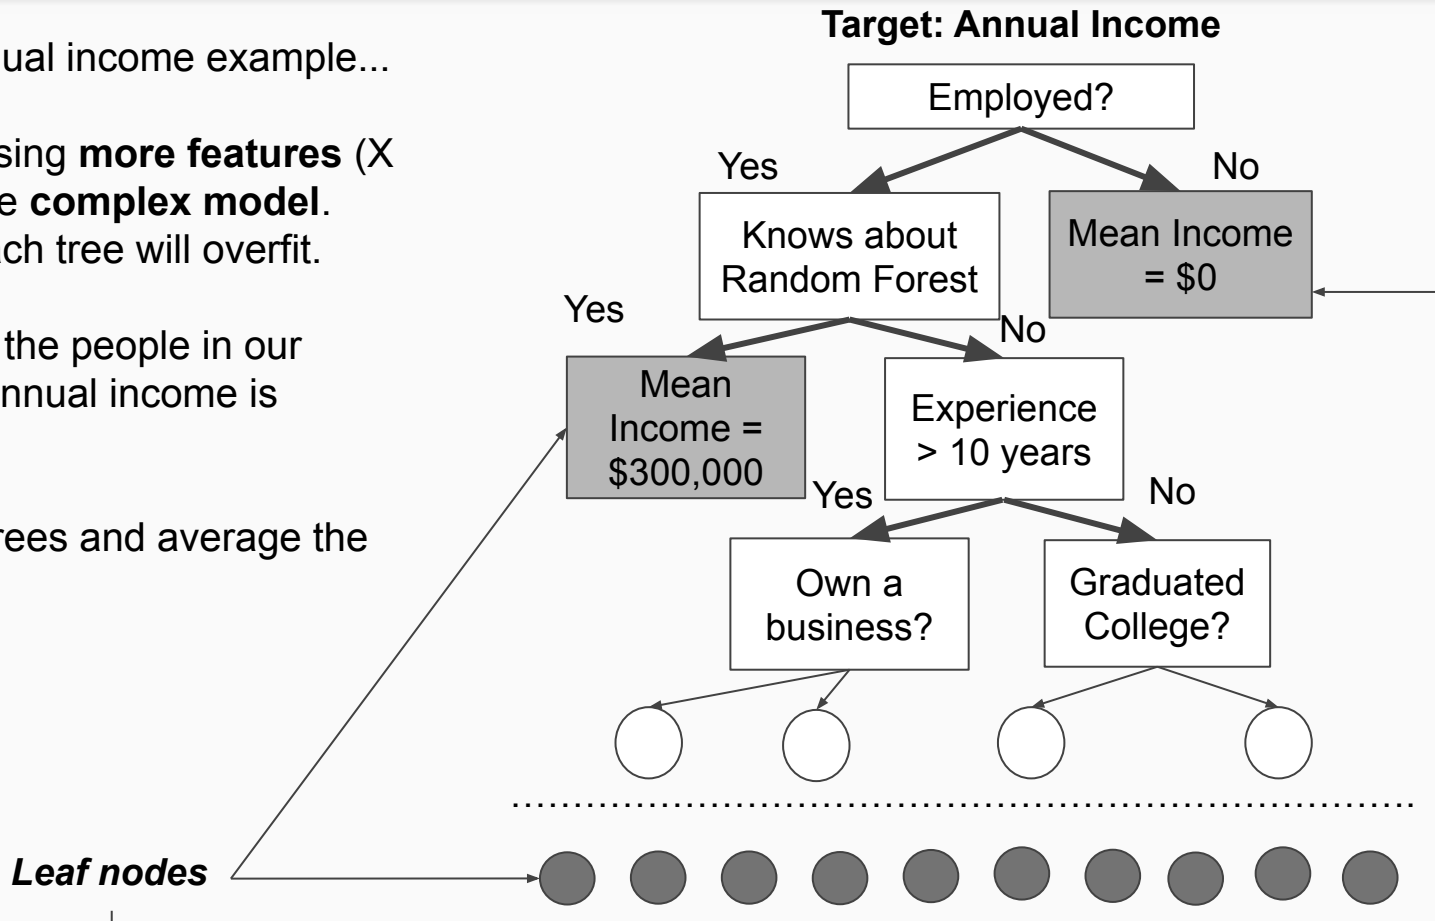 Target: Annual Income
ual income example...
Employed?
sing more features (X
e complex model.
ch tree will overfit.
Yes
No
Knows about
Random Forest
Mean Income
= $0
the people in our
nnual income is
Yes
No
Mean
Income =
$300,000
Experience
> 10 years
rees and average the
Yes
No
Own a
business?
Graduated
College?
Leaf nodes